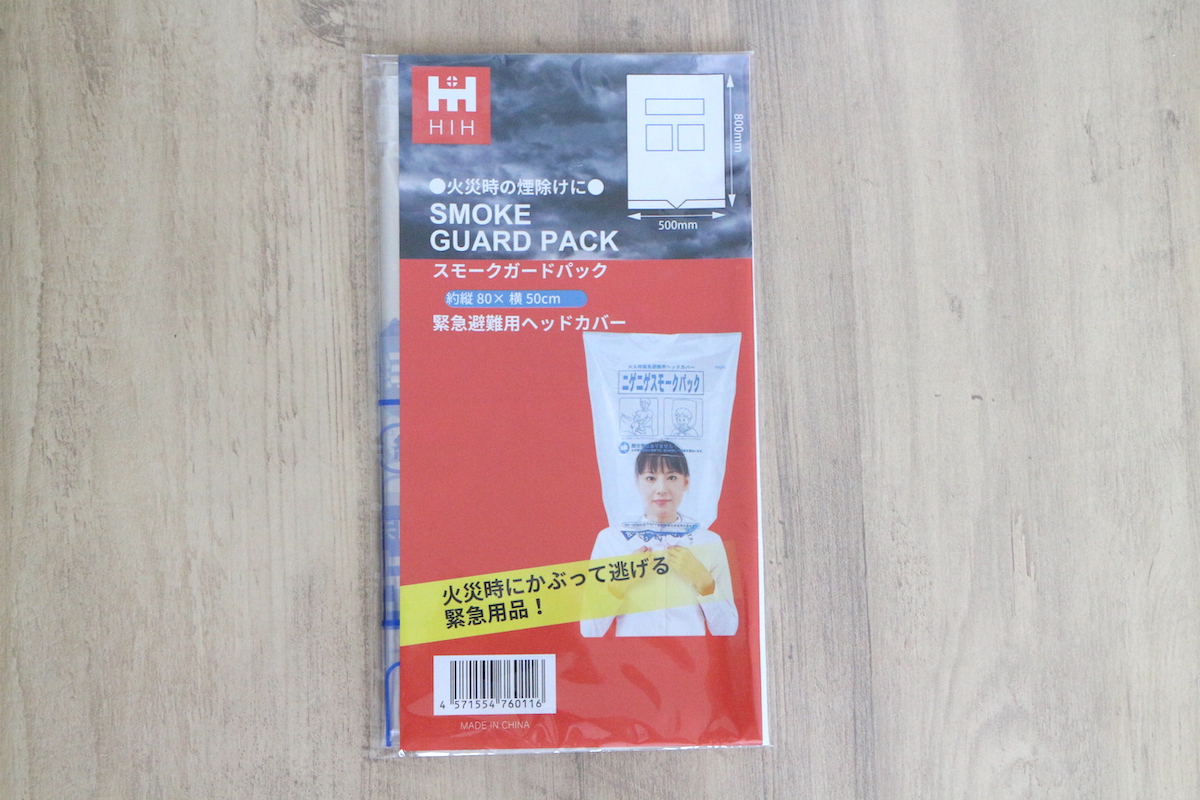 HIH
800mm
500mm
●火災時の煙除けに●
SMOKE
GUARD PACK
スモークガードパック
約縦 80× 横 50cm
緊急避難用ヘッドカバー
ニゲニゲスモークパック
火災時にかぶって逃げる
緊急用品！
4 571554 760116
MADE IN CHINA